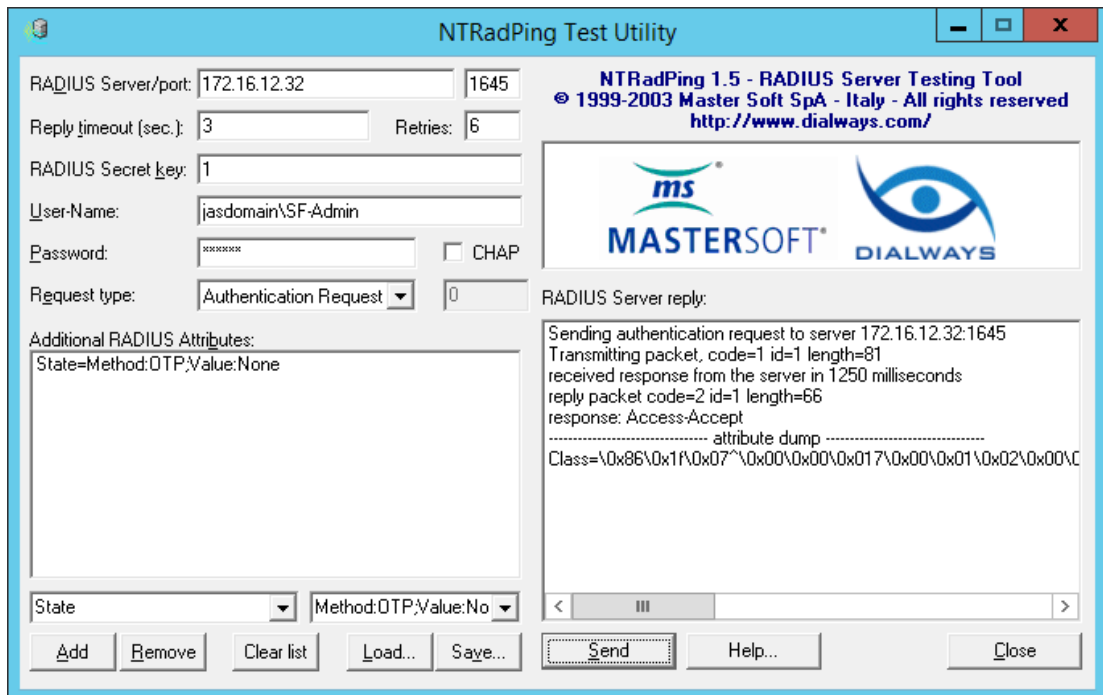 NTRadPing Test Utility
RADIUS Server/port: 172.16.12.32 1645
Reply timeout (sec.): 3 Retries: 6
RADIUS Secret key: 1
User-Name: jasdomain\SF-Admin
Password: ****** CHAP
Request type: Authentication Request 0
Additional RADIUS Attributes:
State=Method:OTP;Value:None
State Method:OTP;Value:No
Add Remove Clear list Load... Save...
NTRadPing 1.5 - RADIUS Server Testing Tool
© 1999-2003 Master Soft SpA - Italy - All rights reserved
http://www.dialways.com/
ms
MASTERSOFT®
DIALWAYS
RADIUS Server reply:
Sending authentication request to server 172.16.12.32:1645
Transmitting packet, code=1 id=1 length=81
received response from the server in 1250 milliseconds
reply packet code=2 id=1 length=66
response: Access-Accept
-------------------------------- attribute dump --------------------------------
Class=\0x86\0x1f\0x07^\0x00\0x00\0x017\0x00\0x01\0x02\0x00\0
Send Help... Close